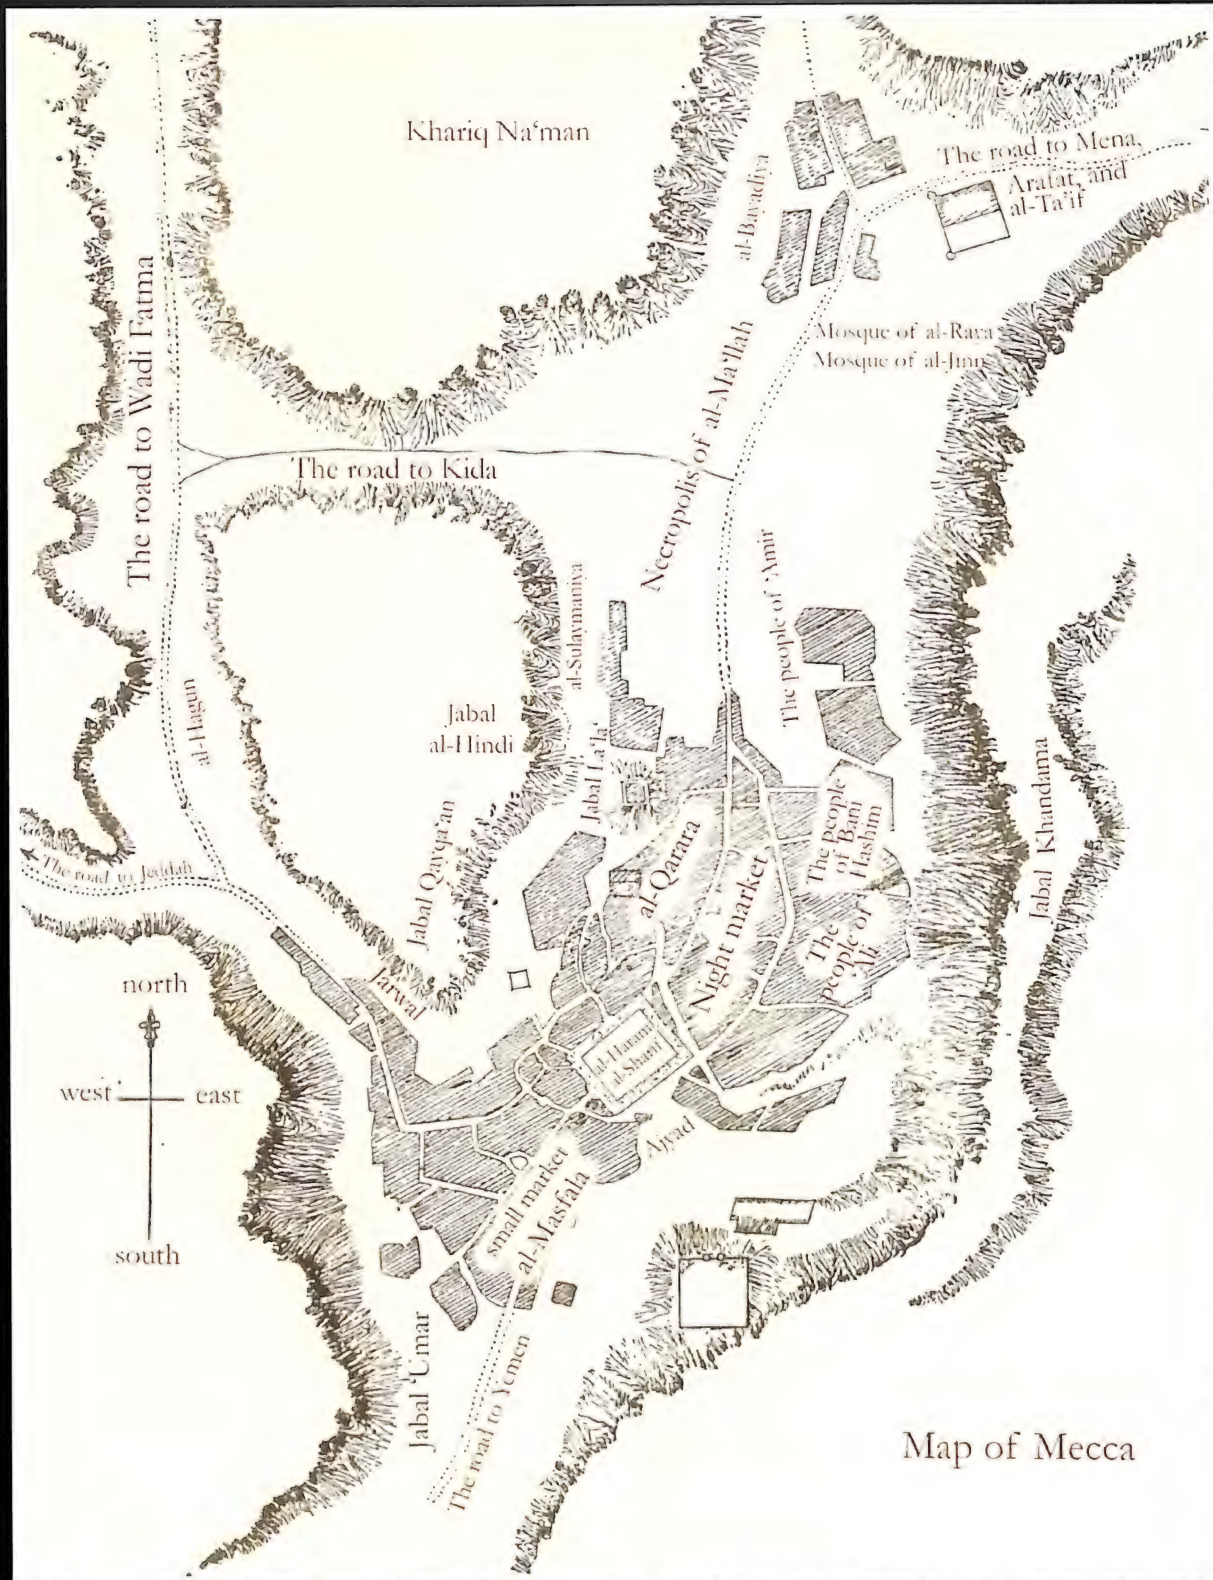 Khariq Na‘man
The road to Mena,
Arafat, and
al-Ta’if
al-Bayadiya
The road to Wadi Fatma
Mosque of al-Raya
Mosque of al-Jinn
Necropolis of al-Ma‘llah
The road to Kida
The people of ‘Amir
al-Sulaymaniya
al-Hagun
Jabal
al-Hindi
Jabal La‘la‘
Jabal Khandama
The people
of Bani
Hashim
Jabal Qayqa‘an
al-Qarara
Night market
The road to Jeddah
The
people of
‘Ali
Jarwal
north
west
east
south
al-Haram
al-Sharif
Ajyad
small market
al-Masfala
Jabal ‘Umar
The road to Yemen
Map of Mecca